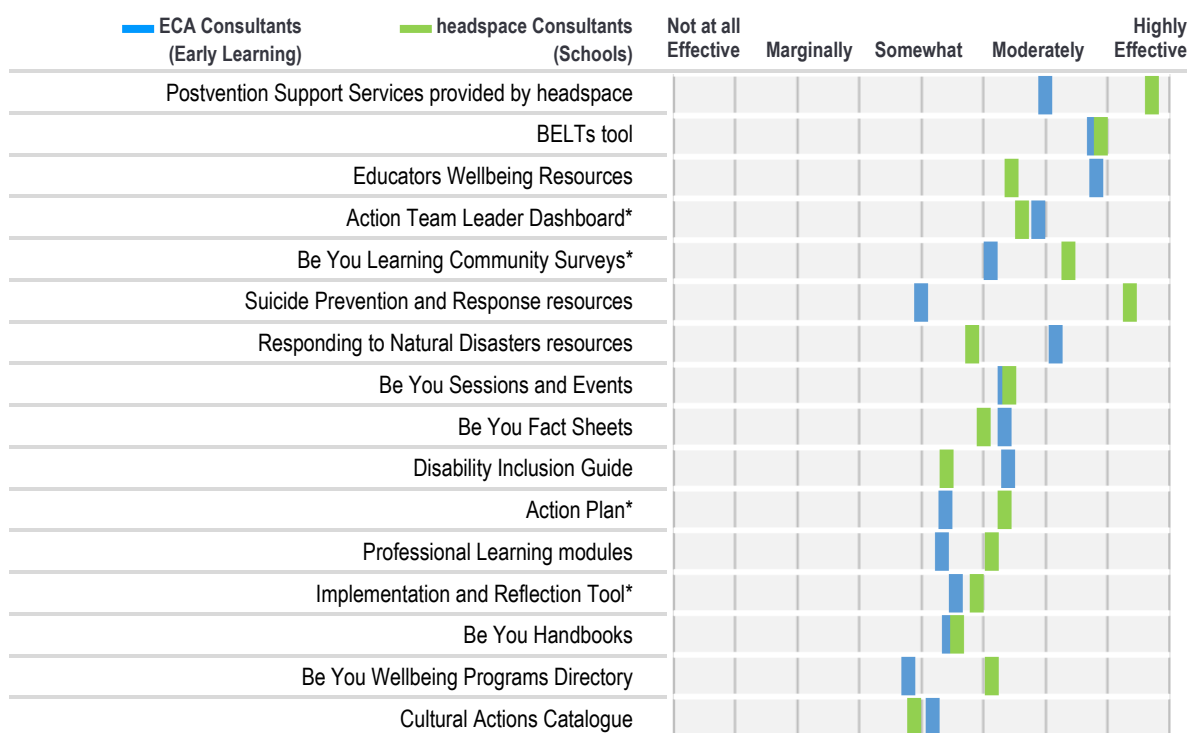 ECA Consultants
(Early Learning)
headspace Consultants
(Schools)
Not at all
Effective
Marginally
Somewhat
Moderately
Highly
Effective
Postvention Support Services provided by headspace
BELTs tool
Educators Wellbeing Resources
Action Team Leader Dashboard*
Be You Learning Community Surveys*
Suicide Prevention and Response resources
Responding to Natural Disasters resources
Be You Sessions and Events
Be You Fact Sheets
Disability Inclusion Guide
Action Plan*
Professional Learning modules
Implementation and Reflection Tool*
Be You Handbooks
Be You Wellbeing Programs Directory
Cultural Actions Catalogue